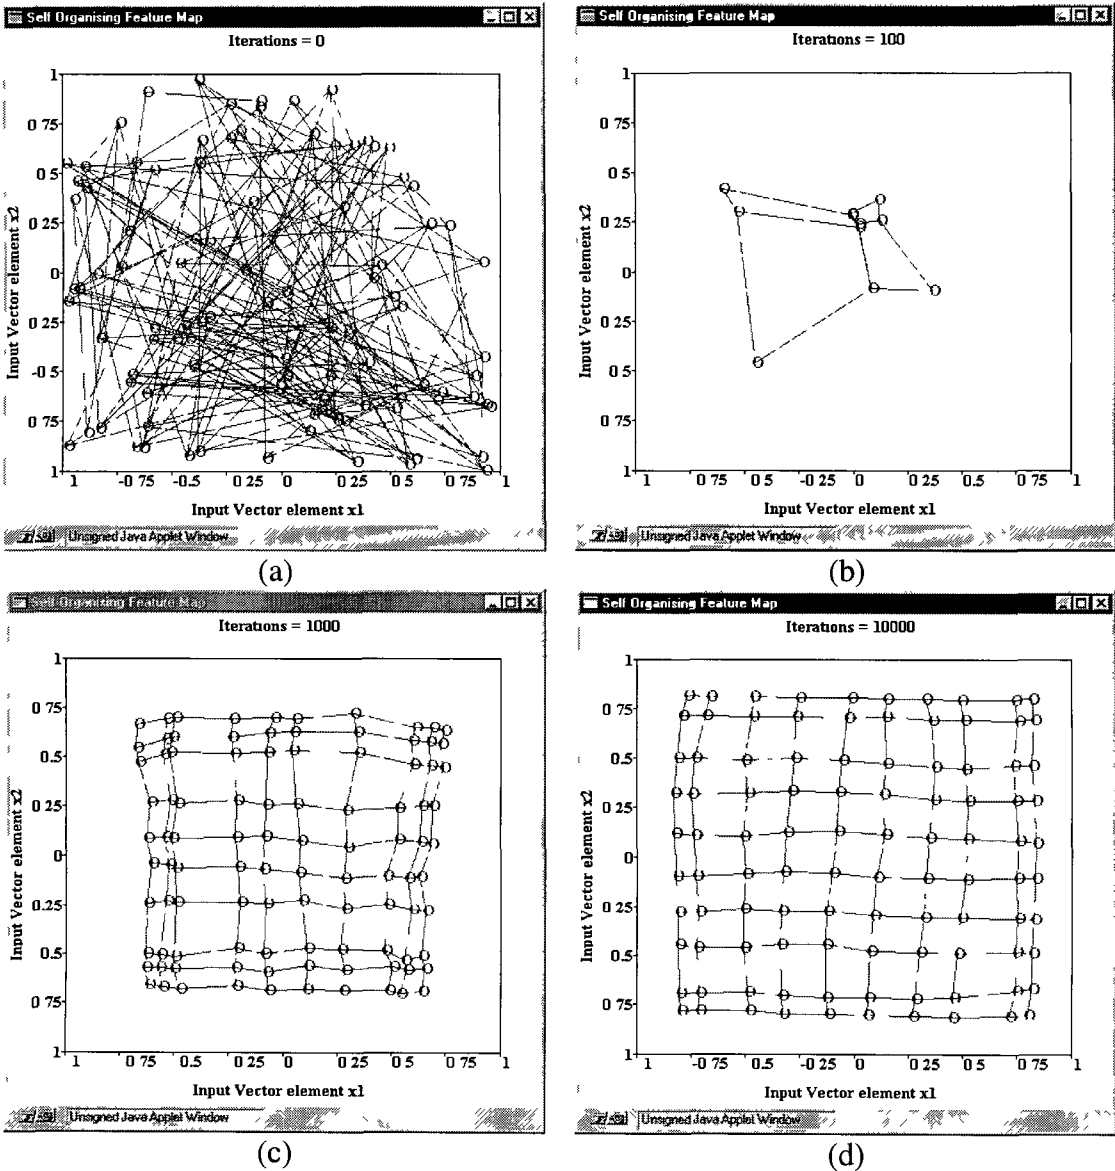 Self Organising Feature Map
Iterations = 0
1
0 75
0 5
0 25
0
0 25
-0.5
0 75
1
Input Vector element x2
1 0 75 -0.5 0 25 0 0 25 0 5 0 75 1
Input Vector element x1
Unsigned Java Applet Window
(a)
Self Organising Feature Map
Iterations = 100
1
0 75
0 5
0 25
0
0 25
0 5
0 75
1
Input Vector element x2
1 0 75 0 5 0 25 0 0 25 0 5 0 75 1
Input Vector element x1
Unsigned Java Applet Window
(b)
Self Organising Feature Map
Iterations = 1000
1
0.75
0.5
0.25
0
0.25
0 5
0 75
1
Input Vector element x2
1 0 75 0.5 0 25 0 0 25 0.5 0 75 1
Input Vector element x1
Unsigned Java Applet Window
(c)
Self Organising Feature Map
Iterations = 10000
1
0.75
0.5
0 25
0
0 25
0.5
0 75
1
Input Vector element x2
1 0 75 0.5 0 25 0 0 25 0 5 0 75 1
Input Vector element x1
Unsigned Java Applet Window
(d)